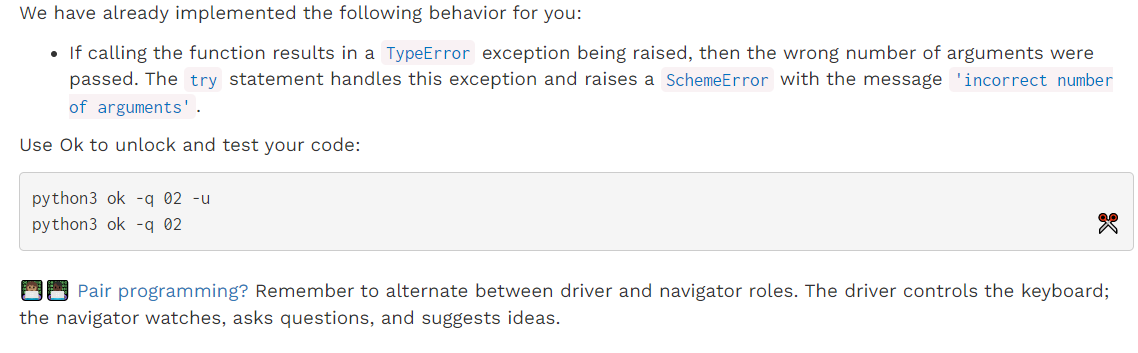 We have already implemented the following behavior for you:
• If calling the function results in a TypeError exception being raised, then the wrong number of arguments were
passed. The try statement handles this exception and raises a SchemeError with the message 'incorrect number
of arguments'.
Use Ok to unlock and test your code:
python3 ok -q 02 -u
python3 ok -q 02
Pair programming? Remember to alternate between driver and navigator roles. The driver controls the keyboard;
the navigator watches, asks questions, and suggests ideas.